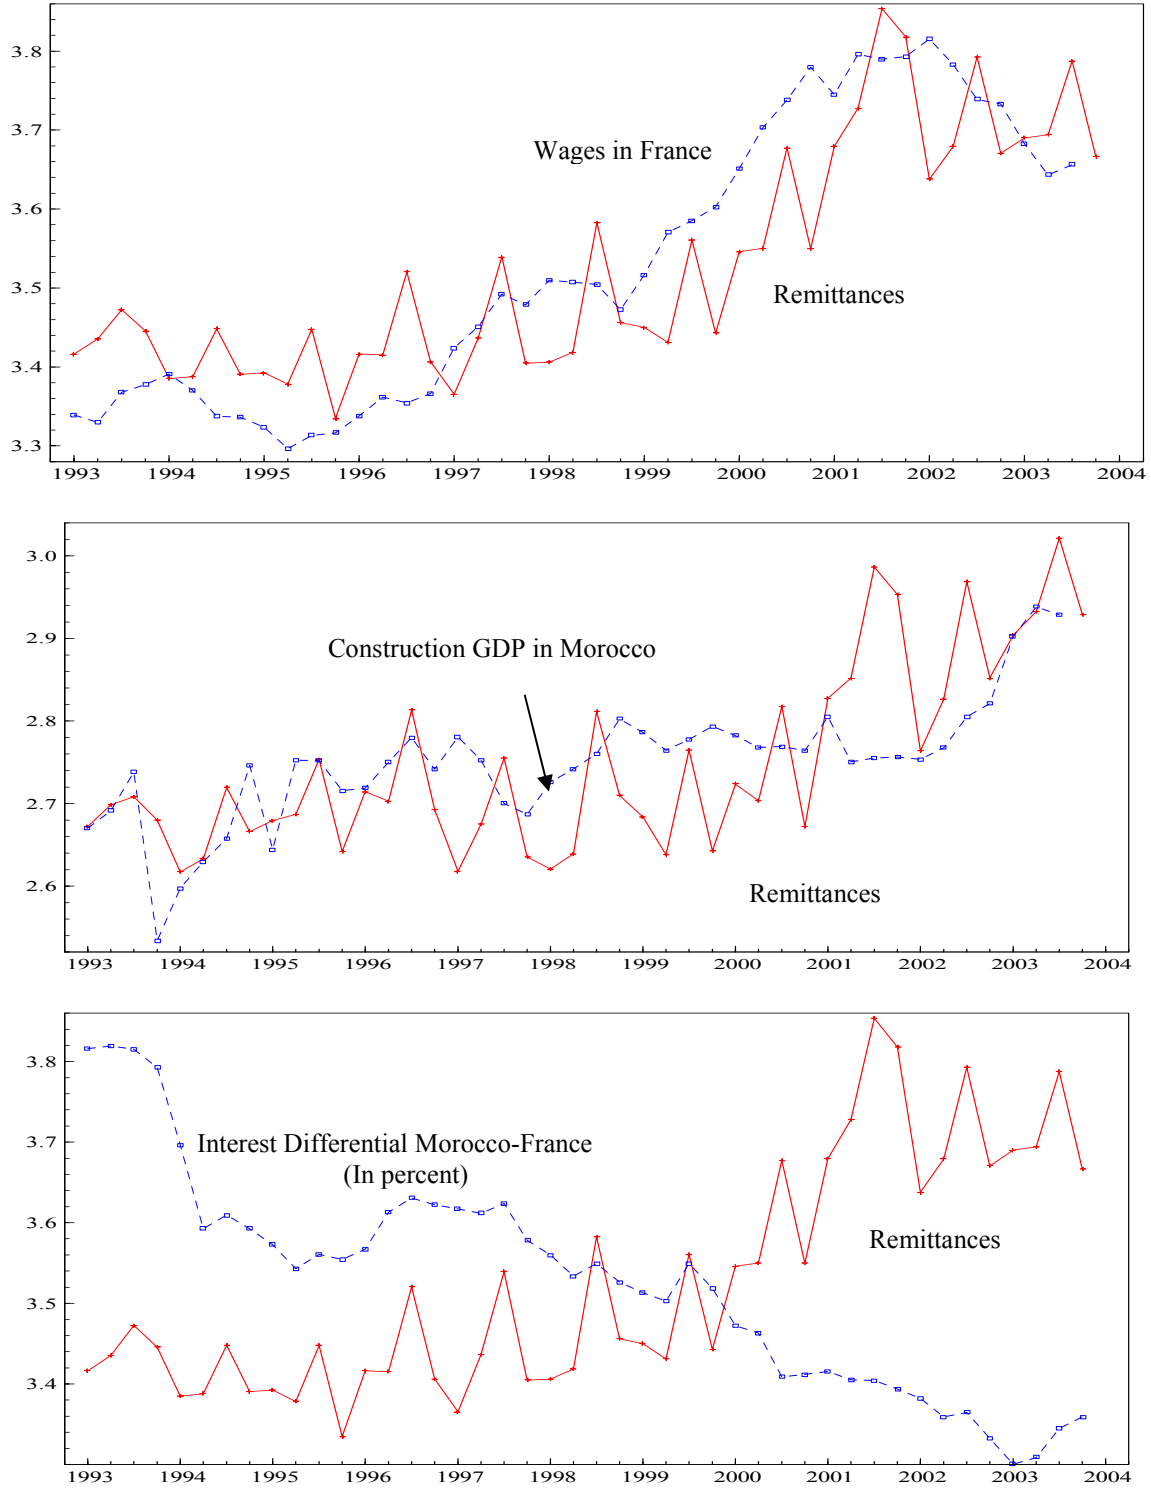 3.8
3.7
Wages in France
3.6
3.5
Remittances
3.4
3.3
1993 1994 1995 1996 1997 1998 1999 2000 2001 2002 2003 2004
3.0
2.9
Construction GDP in Morocco
2.8
2.7
2.6
Remittances
1993 1994 1995 1996 1997 1998 1999 2000 2001 2002 2003 2004
3.8
3.7
Interest Differential Morocco-France
(In percent)
3.6
Remittances
3.5
3.4
1993 1994 1995 1996 1997 1998 1999 2000 2001 2002 2003 2004